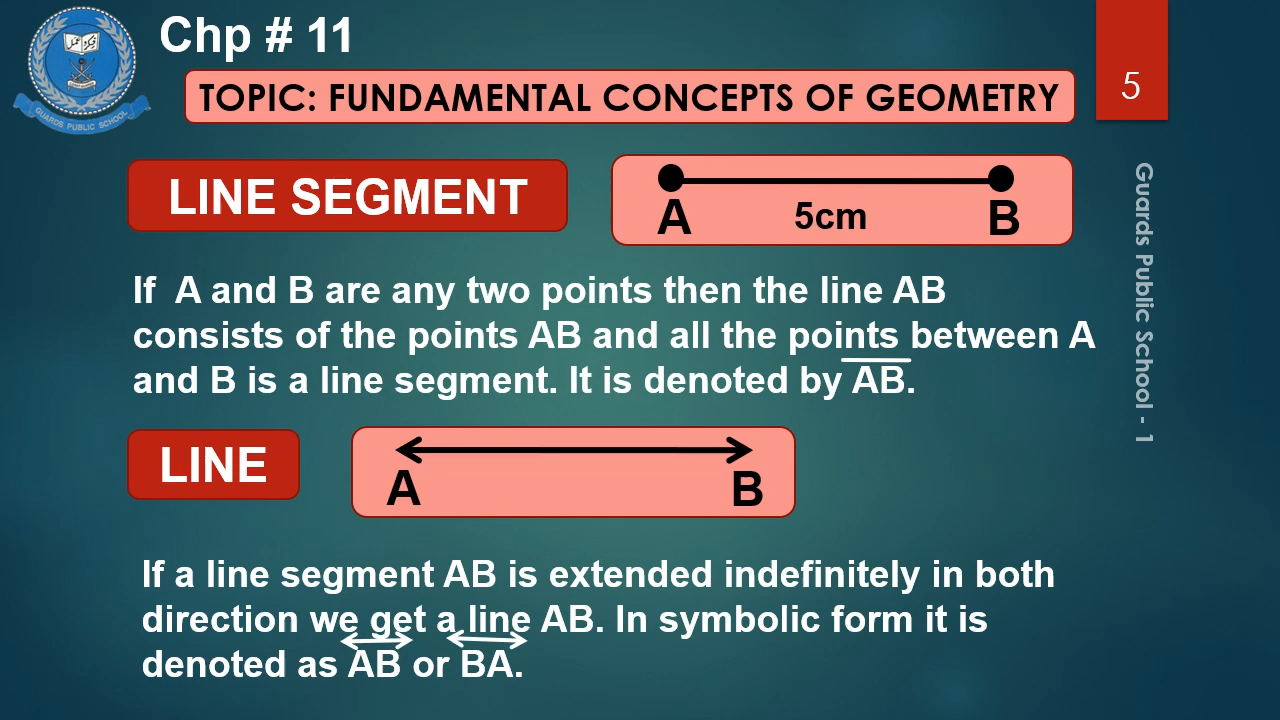 Chp # 11
TOPIC: FUNDAMENTAL CONCEPTS OF GEOMETRY
5
GUARDS PUBLIC SCHOOL
LINE SEGMENT
A 5cm B
If A and B are any two points then the line AB
consists of the points AB and all the points between A
and B is a line segment. It is denoted by AB.
LINE
A B
If a line segment AB is extended indefinitely in both
direction we get a line AB. In symbolic form it is
denoted as AB or BA.
Guards Public School - 1